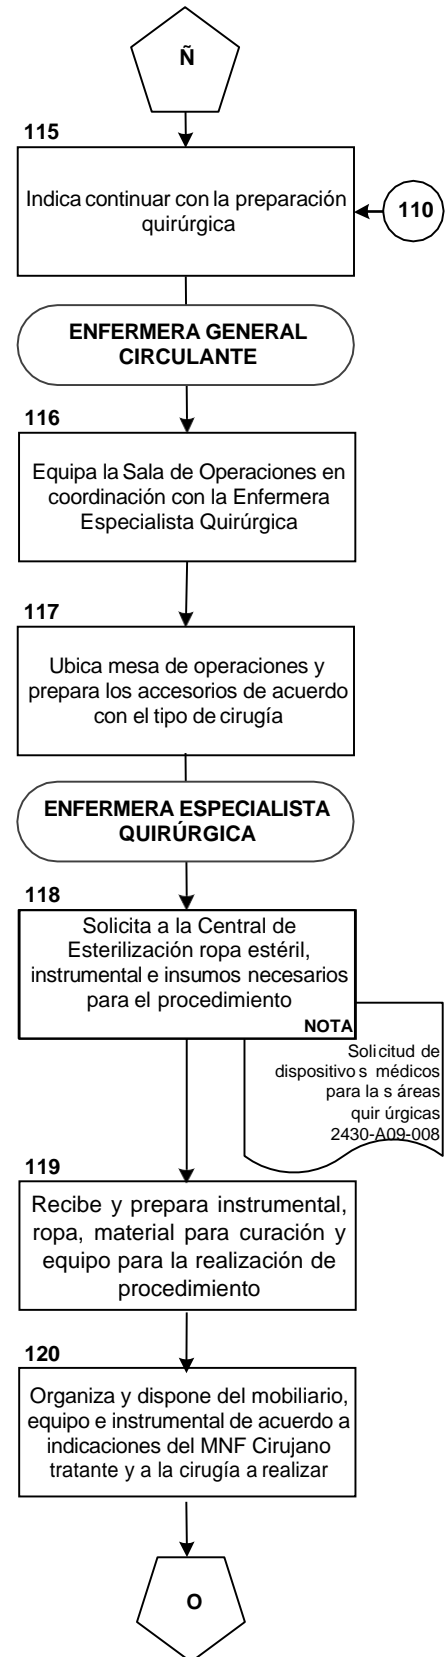 Ñ
115
Indica continuar con la preparación
quirúrgica
110
ENFERMERA GENERAL
CIRCULANTE
116
Equipa la Sala de Operaciones en
coordinación con la Enfermera
Especialista Quirúrgica
117
Ubica mesa de operaciones y
prepara los accesorios de acuerdo
con el tipo de cirugía
ENFERMERA ESPECIALISTA
QUIRÚRGICA
118
Solicita a la Central de
Esterilización ropa estéril,
instrumental e insumos necesarios
para el procedimiento
NOTA
Solicitud de
dispositivo s médicos
para la s áreas
quir úrgicas
2430-A09-008
119
Recibe y prepara instrumental,
ropa, material para curación y
equipo para la realización de
procedimiento
120
Organiza y dispone del mobiliario,
equipo e instrumental de acuerdo a
indicaciones del MNF Cirujano
tratante y a la cirugía a realizar
O